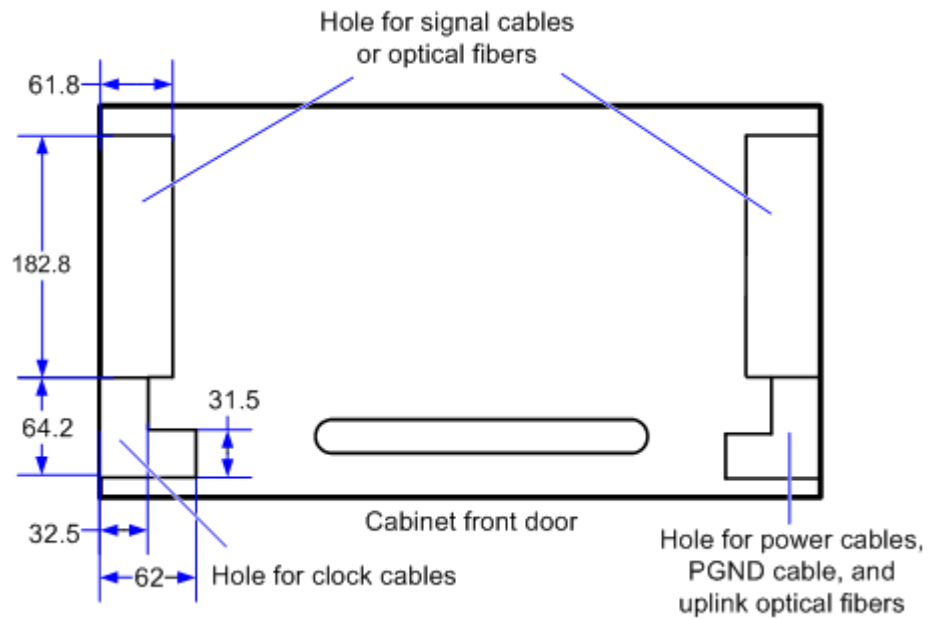 Hole for signal cables
or optical fibers
61.8
182.8
31.5
64.2
Cabinet front door
32.5
62
Hole for clock cables
Hole for power cables,
PGND cable, and
uplink optical fibers